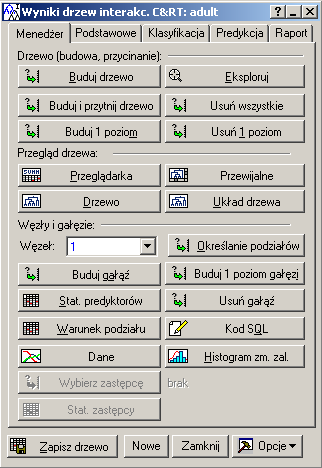 Wyniki drzew interakc. C&RT: adult
Menedżer Podstawowe Klasyfikacja Predykcja Raport
Drzewo (budowa, przycinanie):
Buduj drzewo Eksploruj
Buduj i przytnij drzewo Usuń wszystkie
Buduj 1 poziom Usuń 1 poziom
Przegląd drzewa:
Przeglądarka Przewijalne
Drzewo Układ drzewa
Węzły i gałęzie:
Węzeł: 1 Określanie podziałów
Buduj gałąź Buduj 1 poziom gałęzi
Stat. predyktorów Usuń gałąź
Warunek podziału Kod SQL
Dane Histogram zm. zal.
Wybierz zastępcę brak
Stat. zastępcy
Zapisz drzewo Nowe Zamknij Opcje